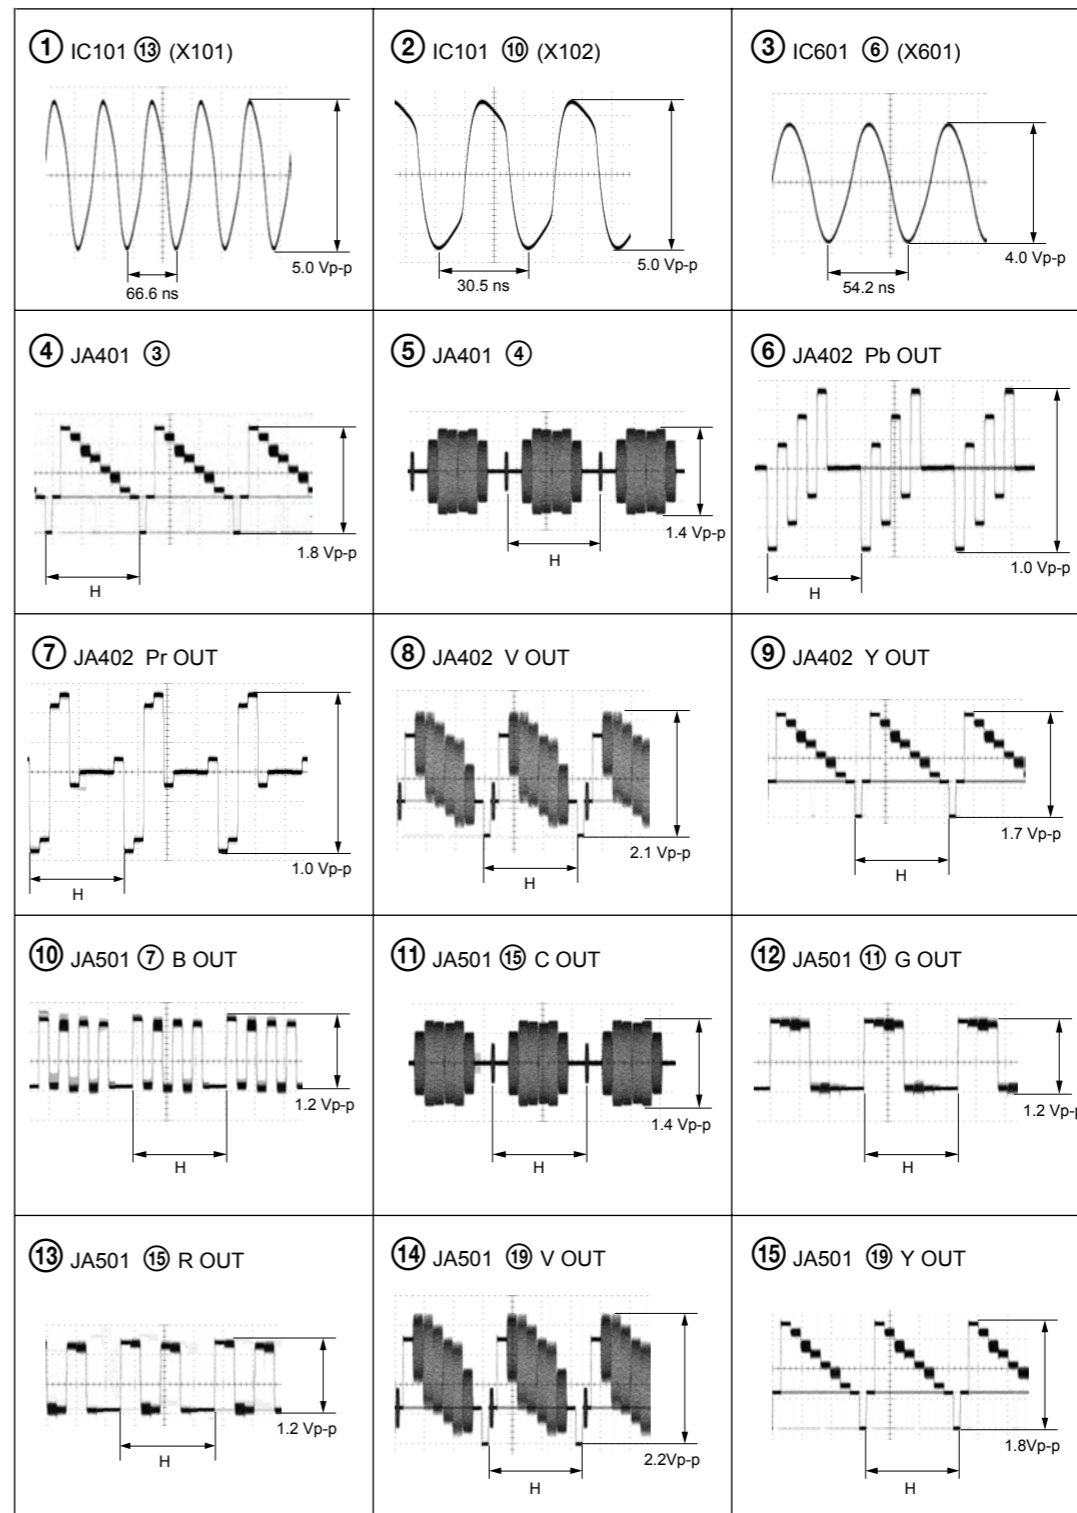 ① IC101 ⑬ (X101)
5.0 Vp-p
66.6 ns
② IC101 ⑩ (X102)
5.0 Vp-p
30.5 ns
③ IC601 ⑥ (X601)
4.0 Vp-p
54.2 ns
④ JA401 ③
1.8 Vp-p
H
⑤ JA401 ④
1.4 Vp-p
H
⑥ JA402 Pb OUT
1.0 Vp-p
H
⑦ JA402 Pr OUT
1.0 Vp-p
H
⑧ JA402 V OUT
2.1 Vp-p
H
⑨ JA402 Y OUT
1.7 Vp-p
H
⑩ JA501 ⑦ B OUT
1.2 Vp-p
H
⑪ JA501 ⑮ C OUT
1.4 Vp-p
H
⑫ JA501 ⑪ G OUT
1.2 Vp-p
H
⑬ JA501 ⑮ R OUT
1.2 Vp-p
H
⑭ JA501 ⑲ V OUT
2.2Vp-p
H
⑮ JA501 ⑲ Y OUT
1.8Vp-p
H